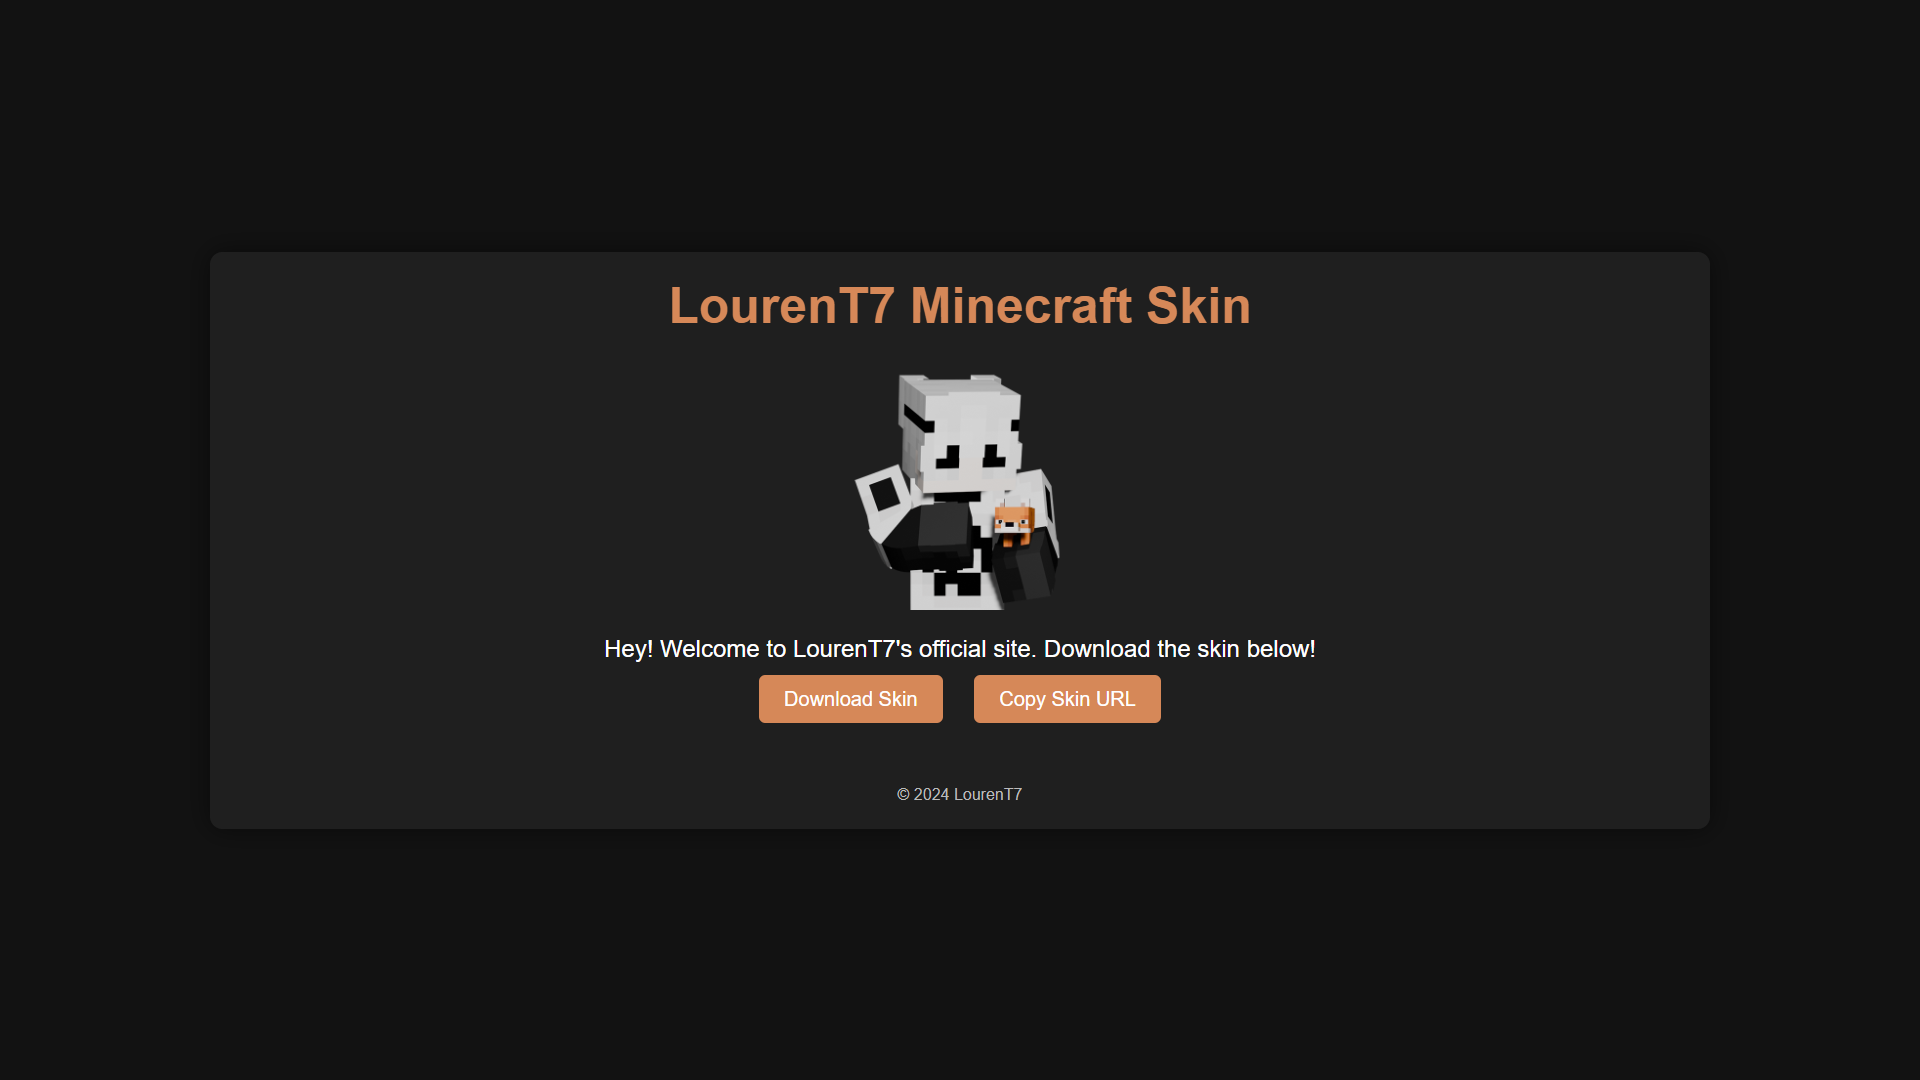 LourenT7 Minecraft Skin
Hey! Welcome to LourenT7's official site. Download the skin below!
Download Skin
Copy Skin URL
© 2024 LourenT7